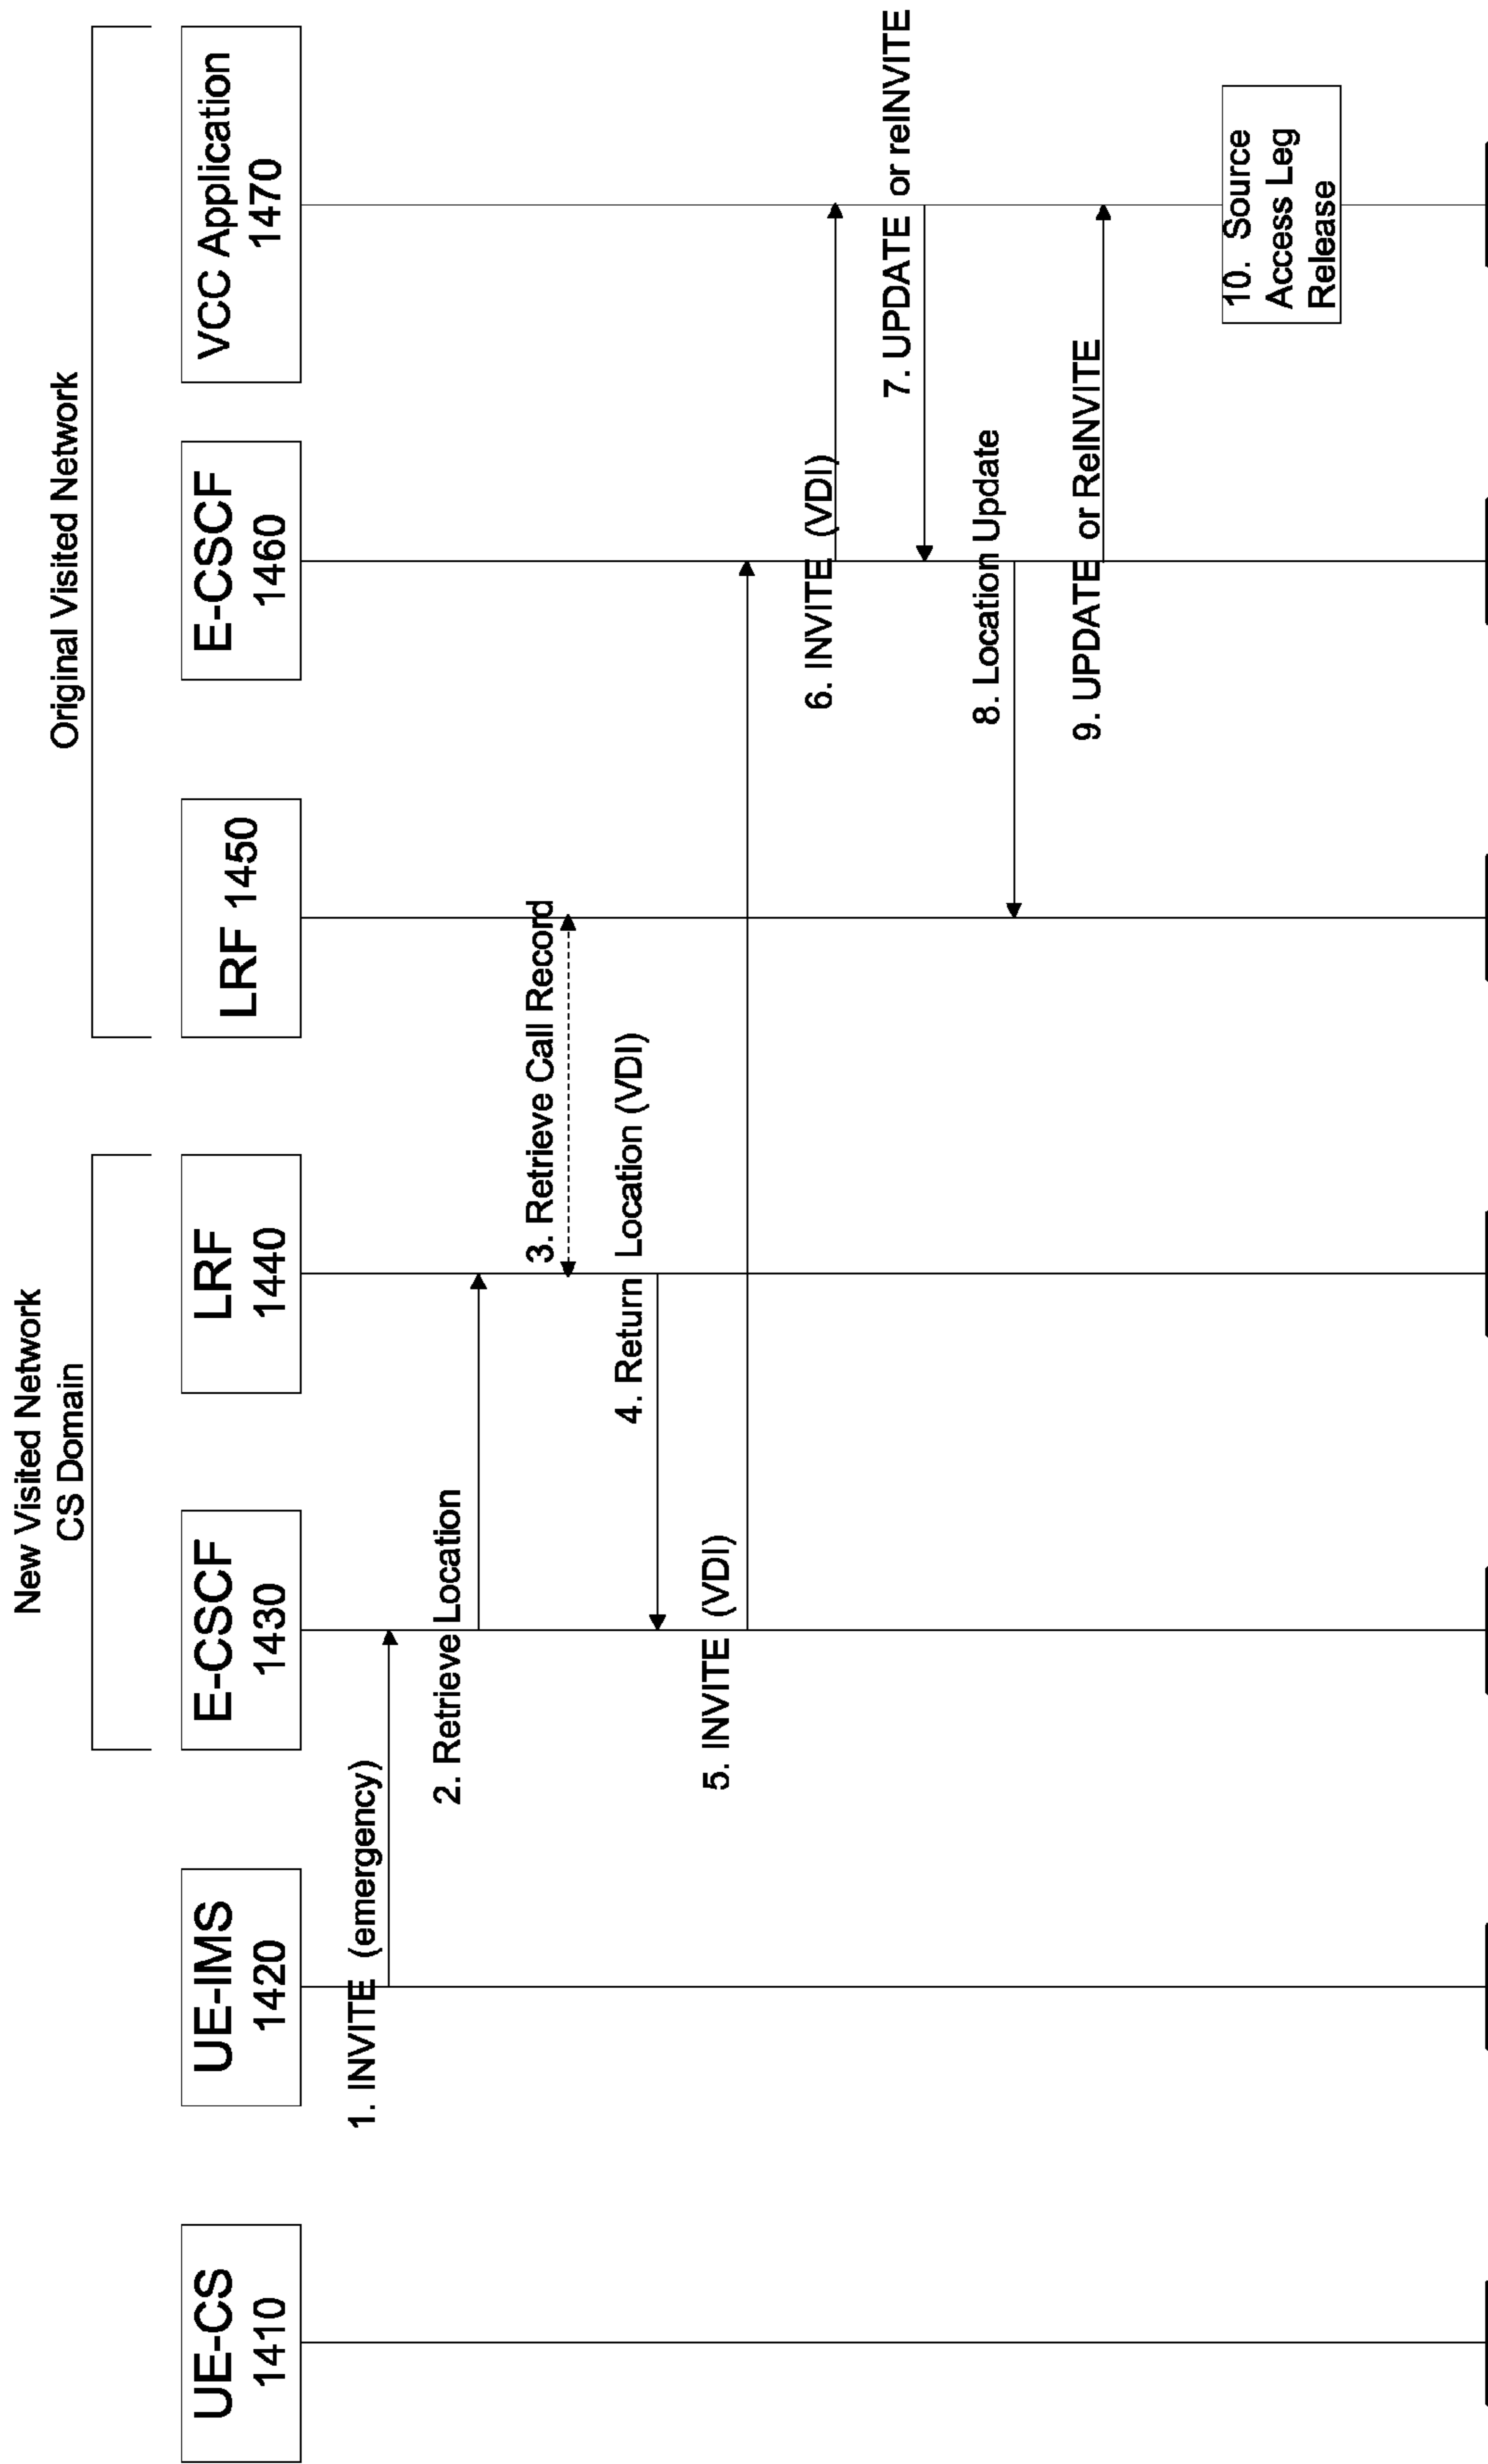 New Visited Network
CS Domain
Original Visited Network
UE-CS
1410
UE-IMS
1420
E-CSCF
1430
LRF
1440
LRF 1450
E-CSCF
1460
VCC Application
1470
1. INVITE (emergency)
2. Retrieve Location
3. Retrieve Call Record
4. Return Location (VDI)
5. INVITE (VDI)
6. INVITE (VDI)
7. UPDATE or reINVITE
8. Location Update
9. UPDATE or ReINVITE
10. Source
Access Leg
Release